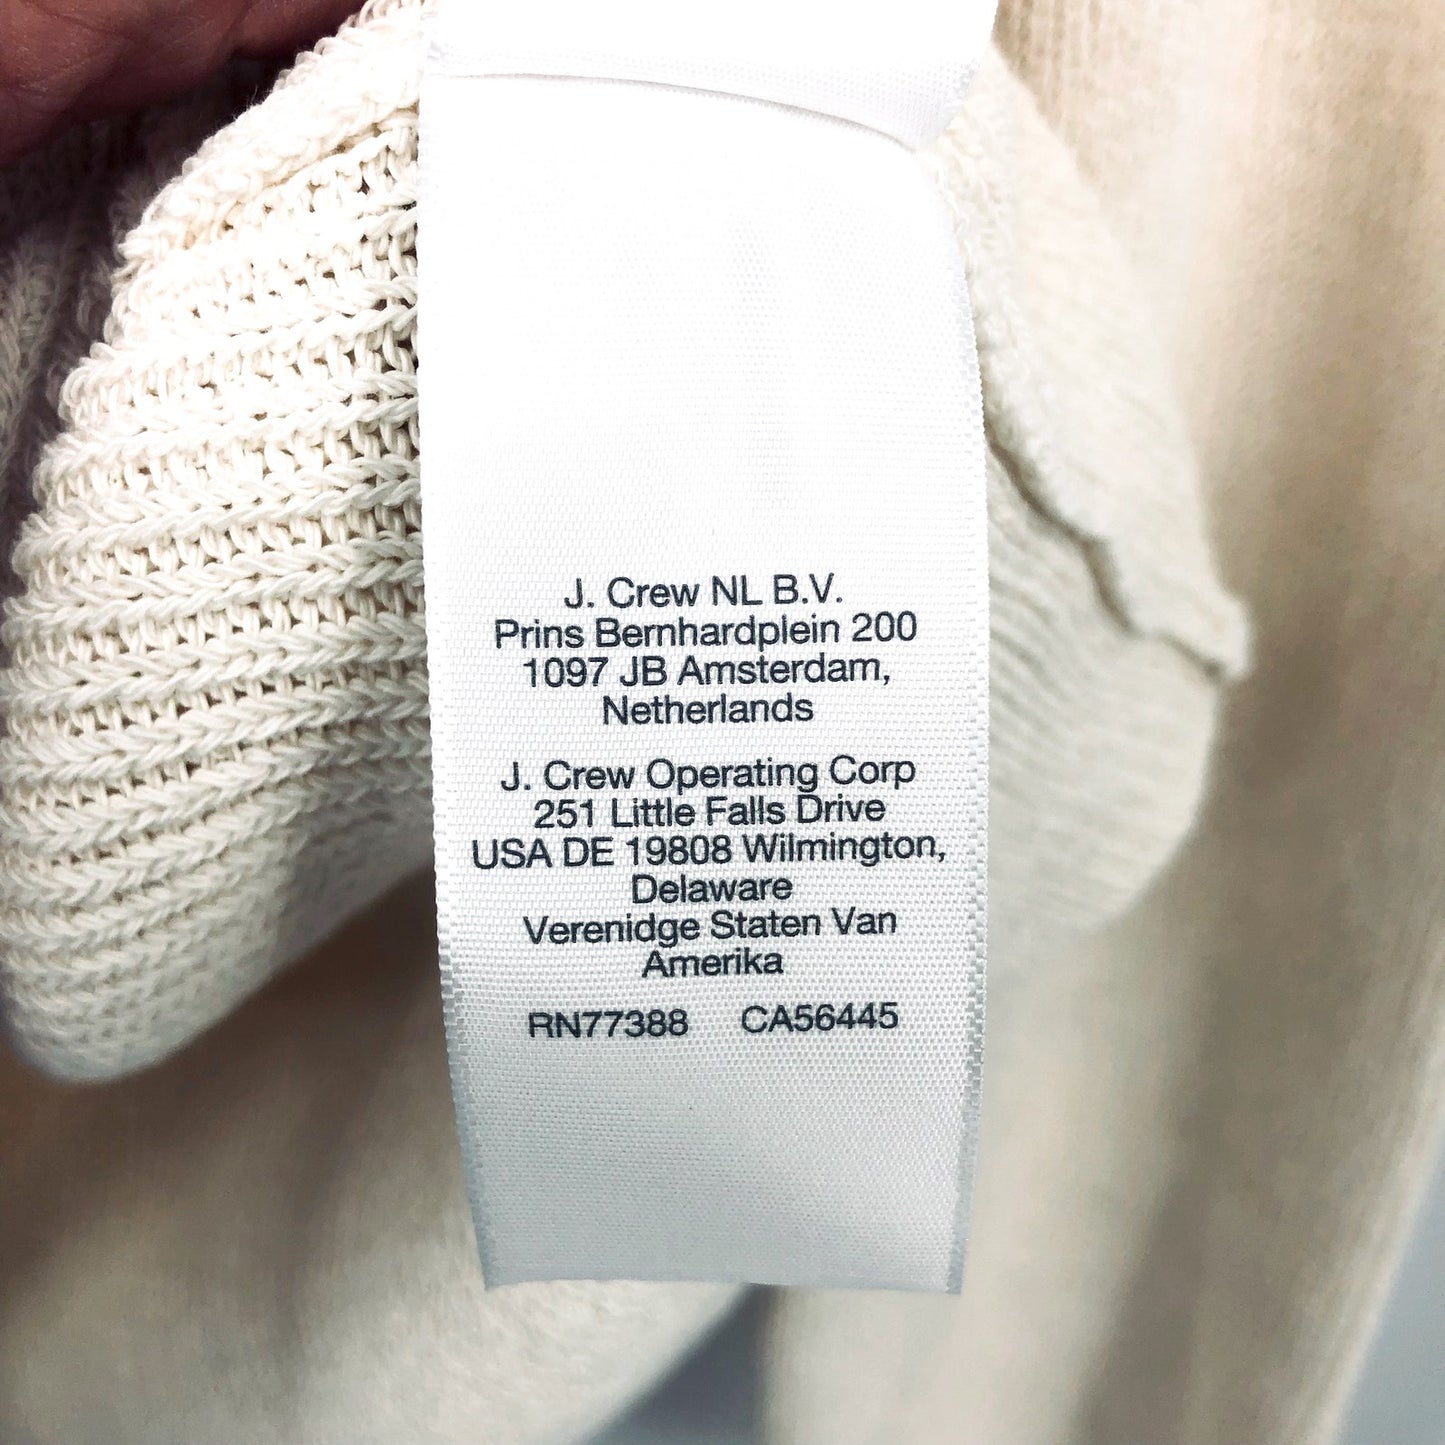 J. Crew NL B.V.
Prins Bernhardplein 200
1097 JB Amsterdam,
Netherlands
J. Crew Operating Corp
251 Little Falls Drive
USA DE 19808 Wilmington,
Delaware
Verenidge Staten Van
Amerika
RN77388 CA56445